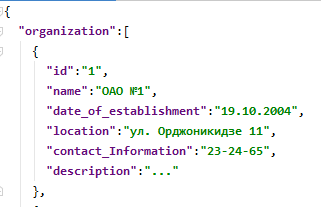 {
"organization":[
{
"id":"1",
"name":"ОАО №1",
"date_of_establishment":"19.10.2004",
"location":"ул. Орджоникидзе 11",
"contact_Information":"23-24-65",
"description":"..."
},